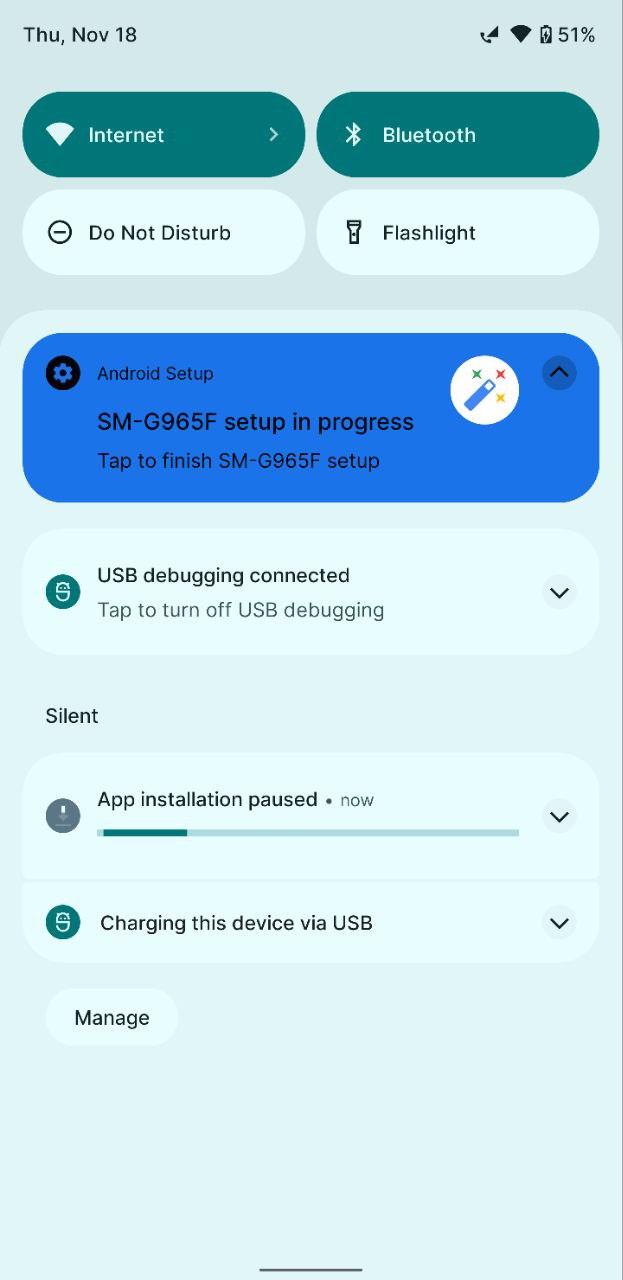 Thu, Nov 18
51%
Internet
Bluetooth
Do Not Disturb
Flashlight
Android Setup
SM-G965F setup in progress
Tap to finish SM-G965F setup
USB debugging connected
Tap to turn off USB debugging
Silent
App installation paused • now
Charging this device via USB
Manage